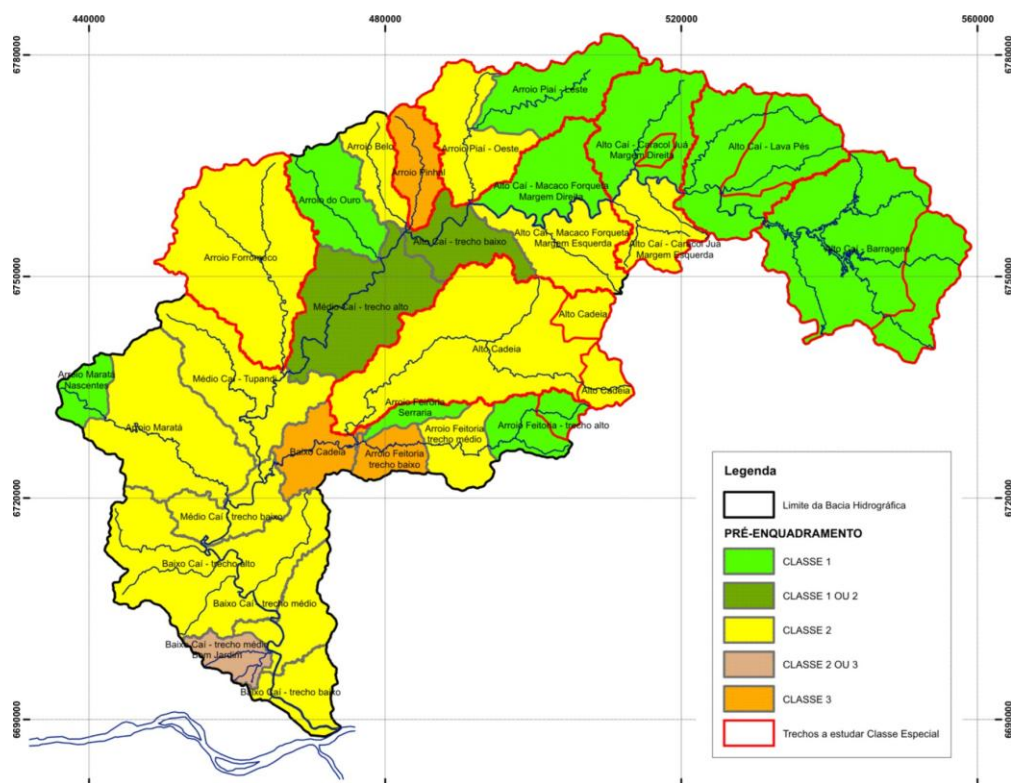 440000
480000
520000
560000
6780000
6780000
Arroio Piaí - Leste
Arroio Belo
Arroio Pinhal
Arroio Piaí - Oeste
Alto Caí - Caracol Juá
Margem Direita
Alto Caí - Lava Pés
Arroio do Ouro
Alto Caí - Macaco Forqueta
Margem Direita
Alto Caí - Macaco Forqueta
Margem Esquerda
Alto Caí - trecho baixo
Alto Caí - Caracol Juá
Margem Esquerda
Alto Caí - Barragens
Arroio Forromeco
6750000
6750000
Médio Caí - trecho alto
Alto Cadeia
Alto Cadeia
Médio Caí - Tupandi
Arroio Maratá
Nascentes
Alto Cadeia
Arroio Feitoria
Serraria
Arroio Maratá
Arroio Feitoria
trecho médio
Arroio Feitoria - trecho alto
Baixo Cadeia
Arroio Feitoria
trecho baixo
6720000
6720000
Médio Caí - trecho baixo
Baixo Caí - trecho alto
Baixo Caí - trecho médio
Baixo Caí - trecho médio
Bom Jardim
Baixo Caí - trecho baixo
6690000
6690000
Legenda
Limite da Bacia Hidrográfica
PRÉ-ENQUADRAMENTO
CLASSE 1
CLASSE 1 OU 2
CLASSE 2
CLASSE 2 OU 3
CLASSE 3
Trechos a estudar Classe Especial
440000
480000
520000
560000